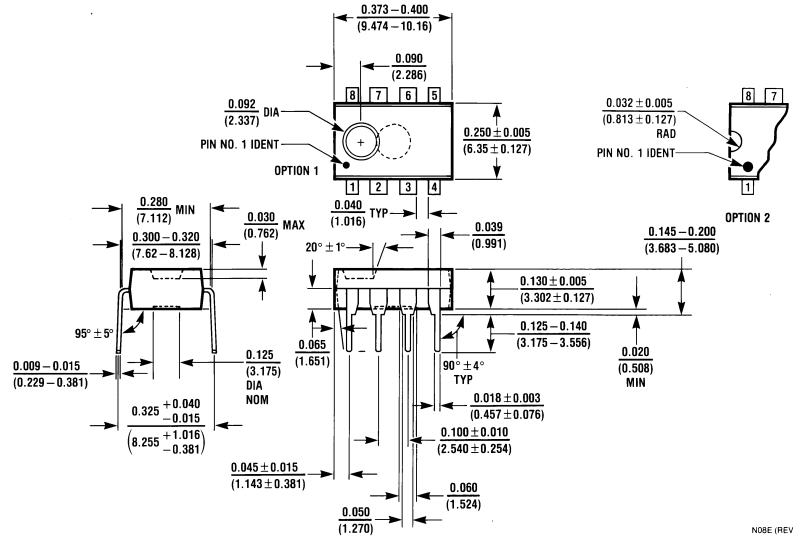 0.373–0.400
(9.474–10.16)
0.090
(2.286)
8 7 6 5
0.092 DIA
(2.337)
PIN NO. 1 IDENT
OPTION 1
1 2 3 4
0.250 ± 0.005
(6.35 ± 0.127)
8 7
0.032 ± 0.005
(0.813 ± 0.127)
RAD
PIN NO. 1 IDENT
1
OPTION 2
0.280 MIN
(7.112)
0.300–0.320
(7.62–8.128)
0.030 MAX
(0.762)
0.040 TYP
(1.016)
0.039
(0.991)
20° ± 1°
0.145–0.200
(3.683–5.080)
0.130 ± 0.005
(3.302 ± 0.127)
0.125–0.140
(3.175–3.556)
0.020
(0.508)
MIN
95° ± 5°
0.065
(1.651)
90° ± 4°
TYP
0.009–0.015
(0.229–0.381)
0.125
(3.175)
DIA
NOM
0.018 ± 0.003
(0.457 ± 0.076)
0.325 +0.040
−0.015
(8.255 +1.016
−0.381)
0.100 ± 0.010
(2.540 ± 0.254)
0.045 ± 0.015
(1.143 ± 0.381)
0.060
(1.524)
0.050
(1.270)
N08E (REV